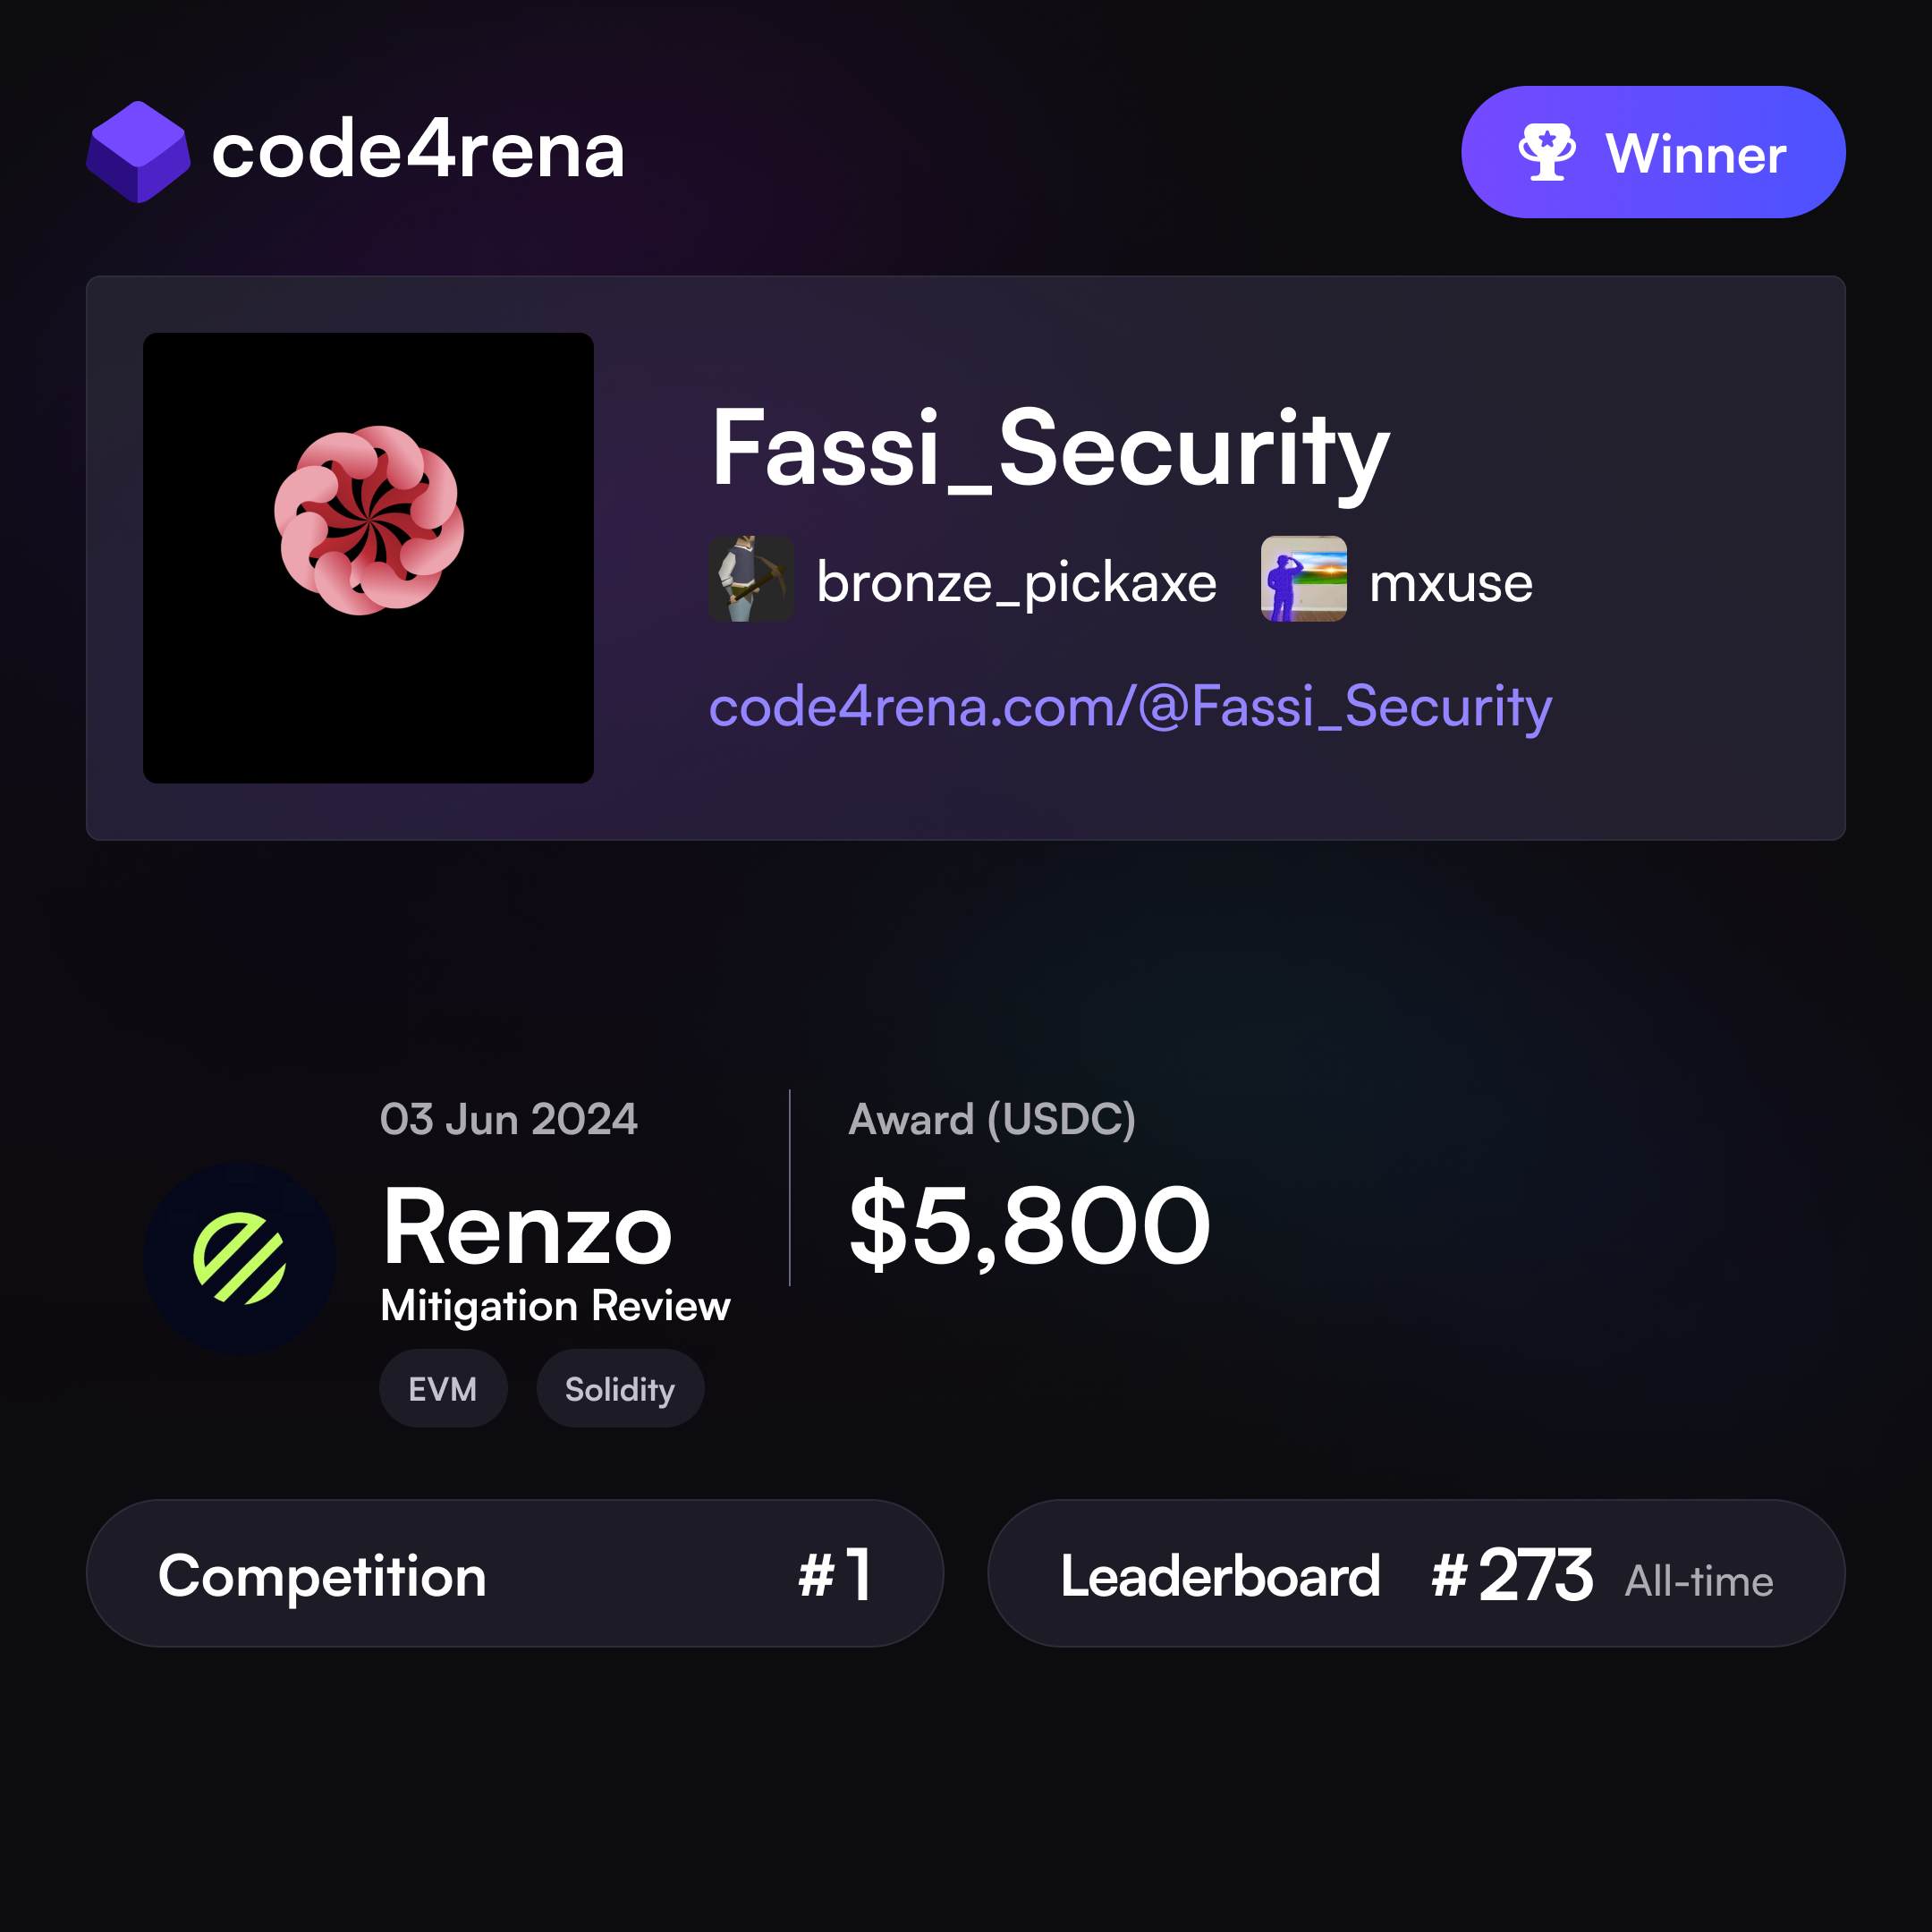 code4rena
Winner
Fassi_Security
bronze_pickaxe mxuse
code4rena.com/@Fassi_Security
03 Jun 2024
Renzo
Mitigation Review
EVM Solidity
Award (USDC)
$5,800
Competition #1
Leaderboard #273 All-time